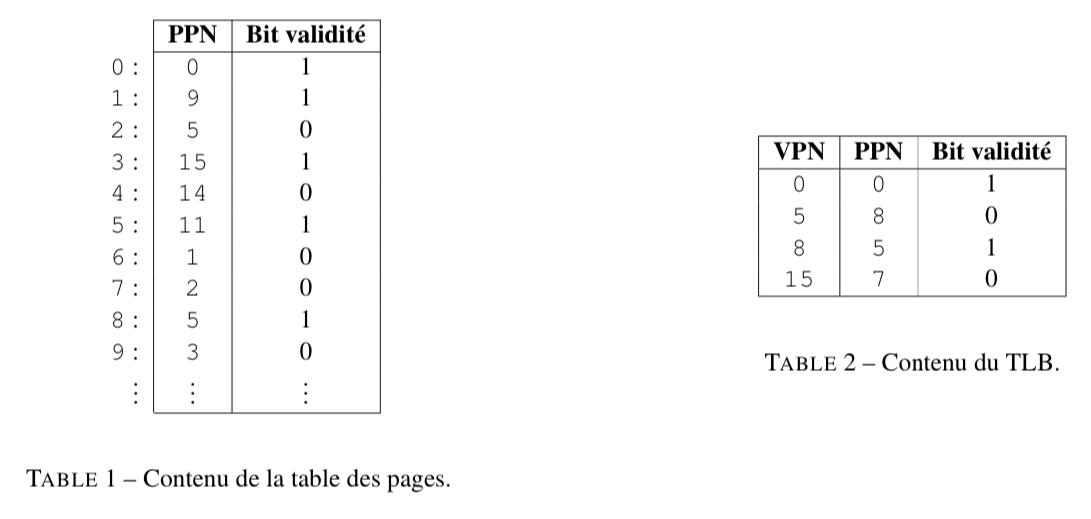 PPN Bit validité
0 : 0 1
1 : 9 1
2 : 5 0
3 : 15 1
4 : 14 0
5 : 11 1
6 : 1 0
7 : 2 0
8 : 5 1
9 : 3 0
⋮ ⋮ ⋮
TABLE 1 – Contenu de la table des pages.
VPN PPN Bit validité
0 0 1
5 8 0
8 5 1
15 7 0
TABLE 2 – Contenu du TLB.